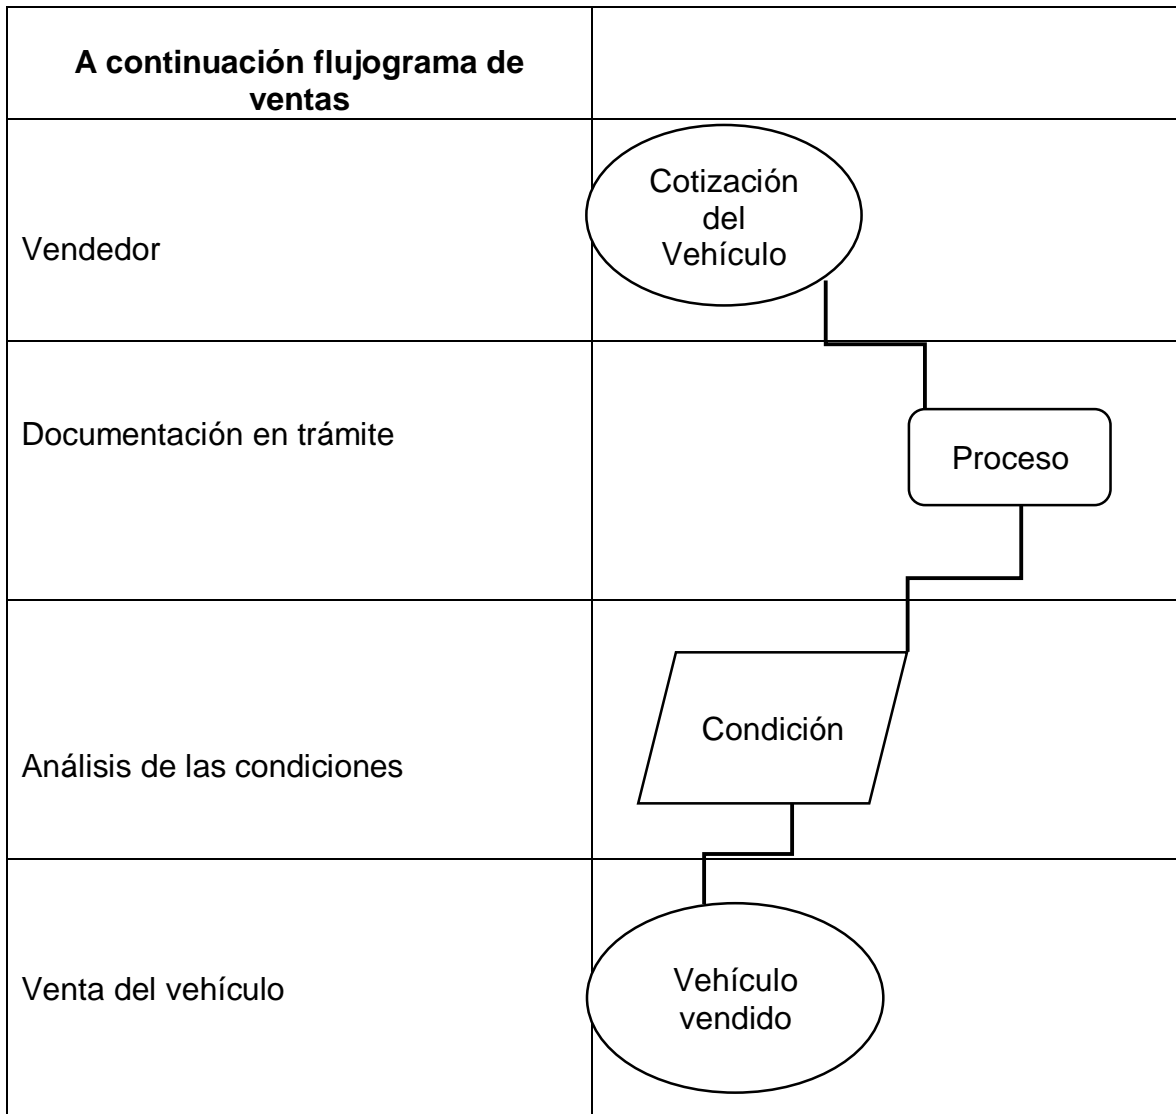 A continuación flujograma de
ventas
Vendedor
Cotización
del
Vehículo
Documentación en trámite
Proceso
Análisis de las condiciones
Condición
Venta del vehículo
Vehículo
vendido